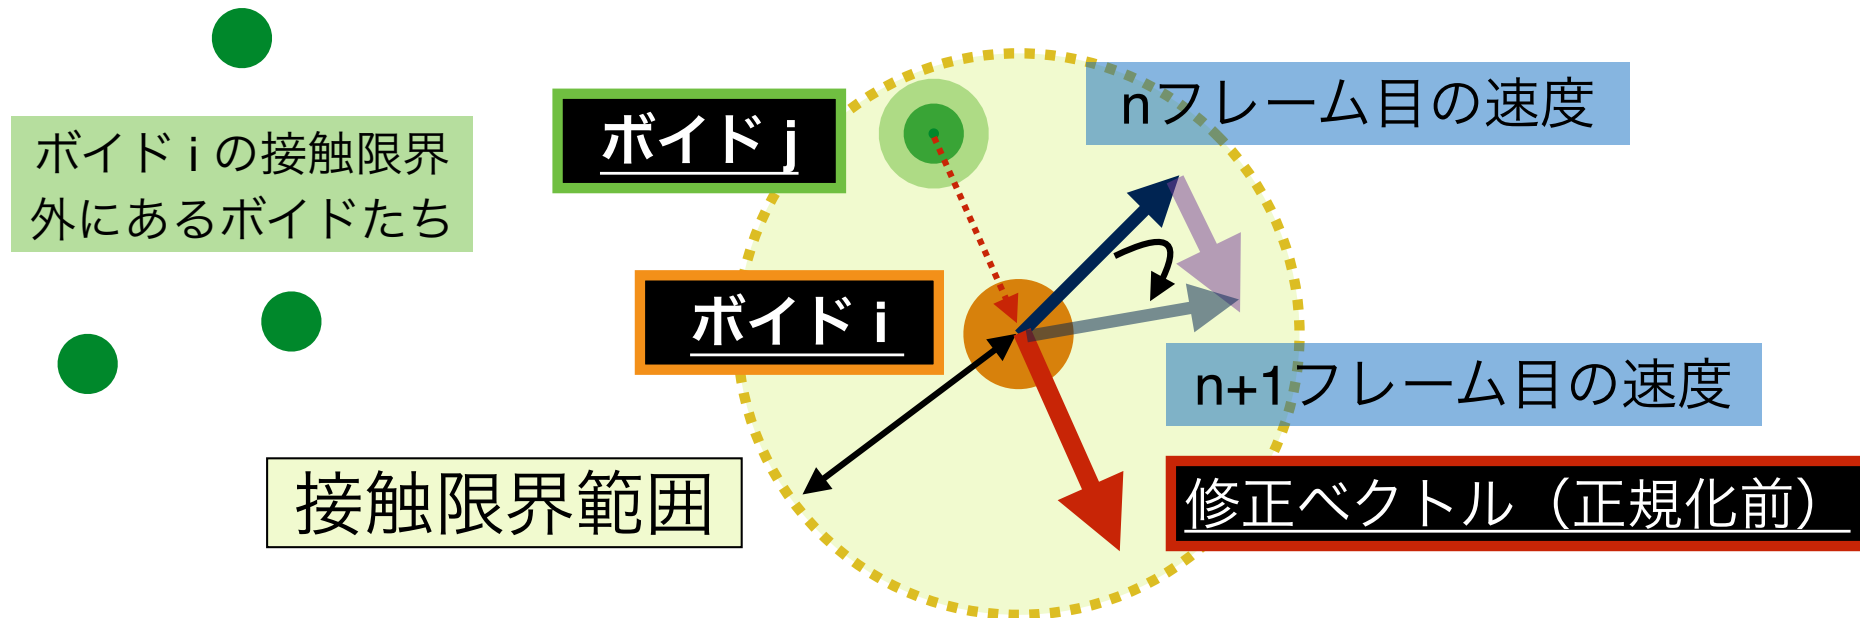 ボイド i の接触限界
外にあるボイドたち
ボイド j
nフレーム目の速度
ボイド i
n+1フレーム目の速度
接触限界範囲
修正ベクトル（正規化前）